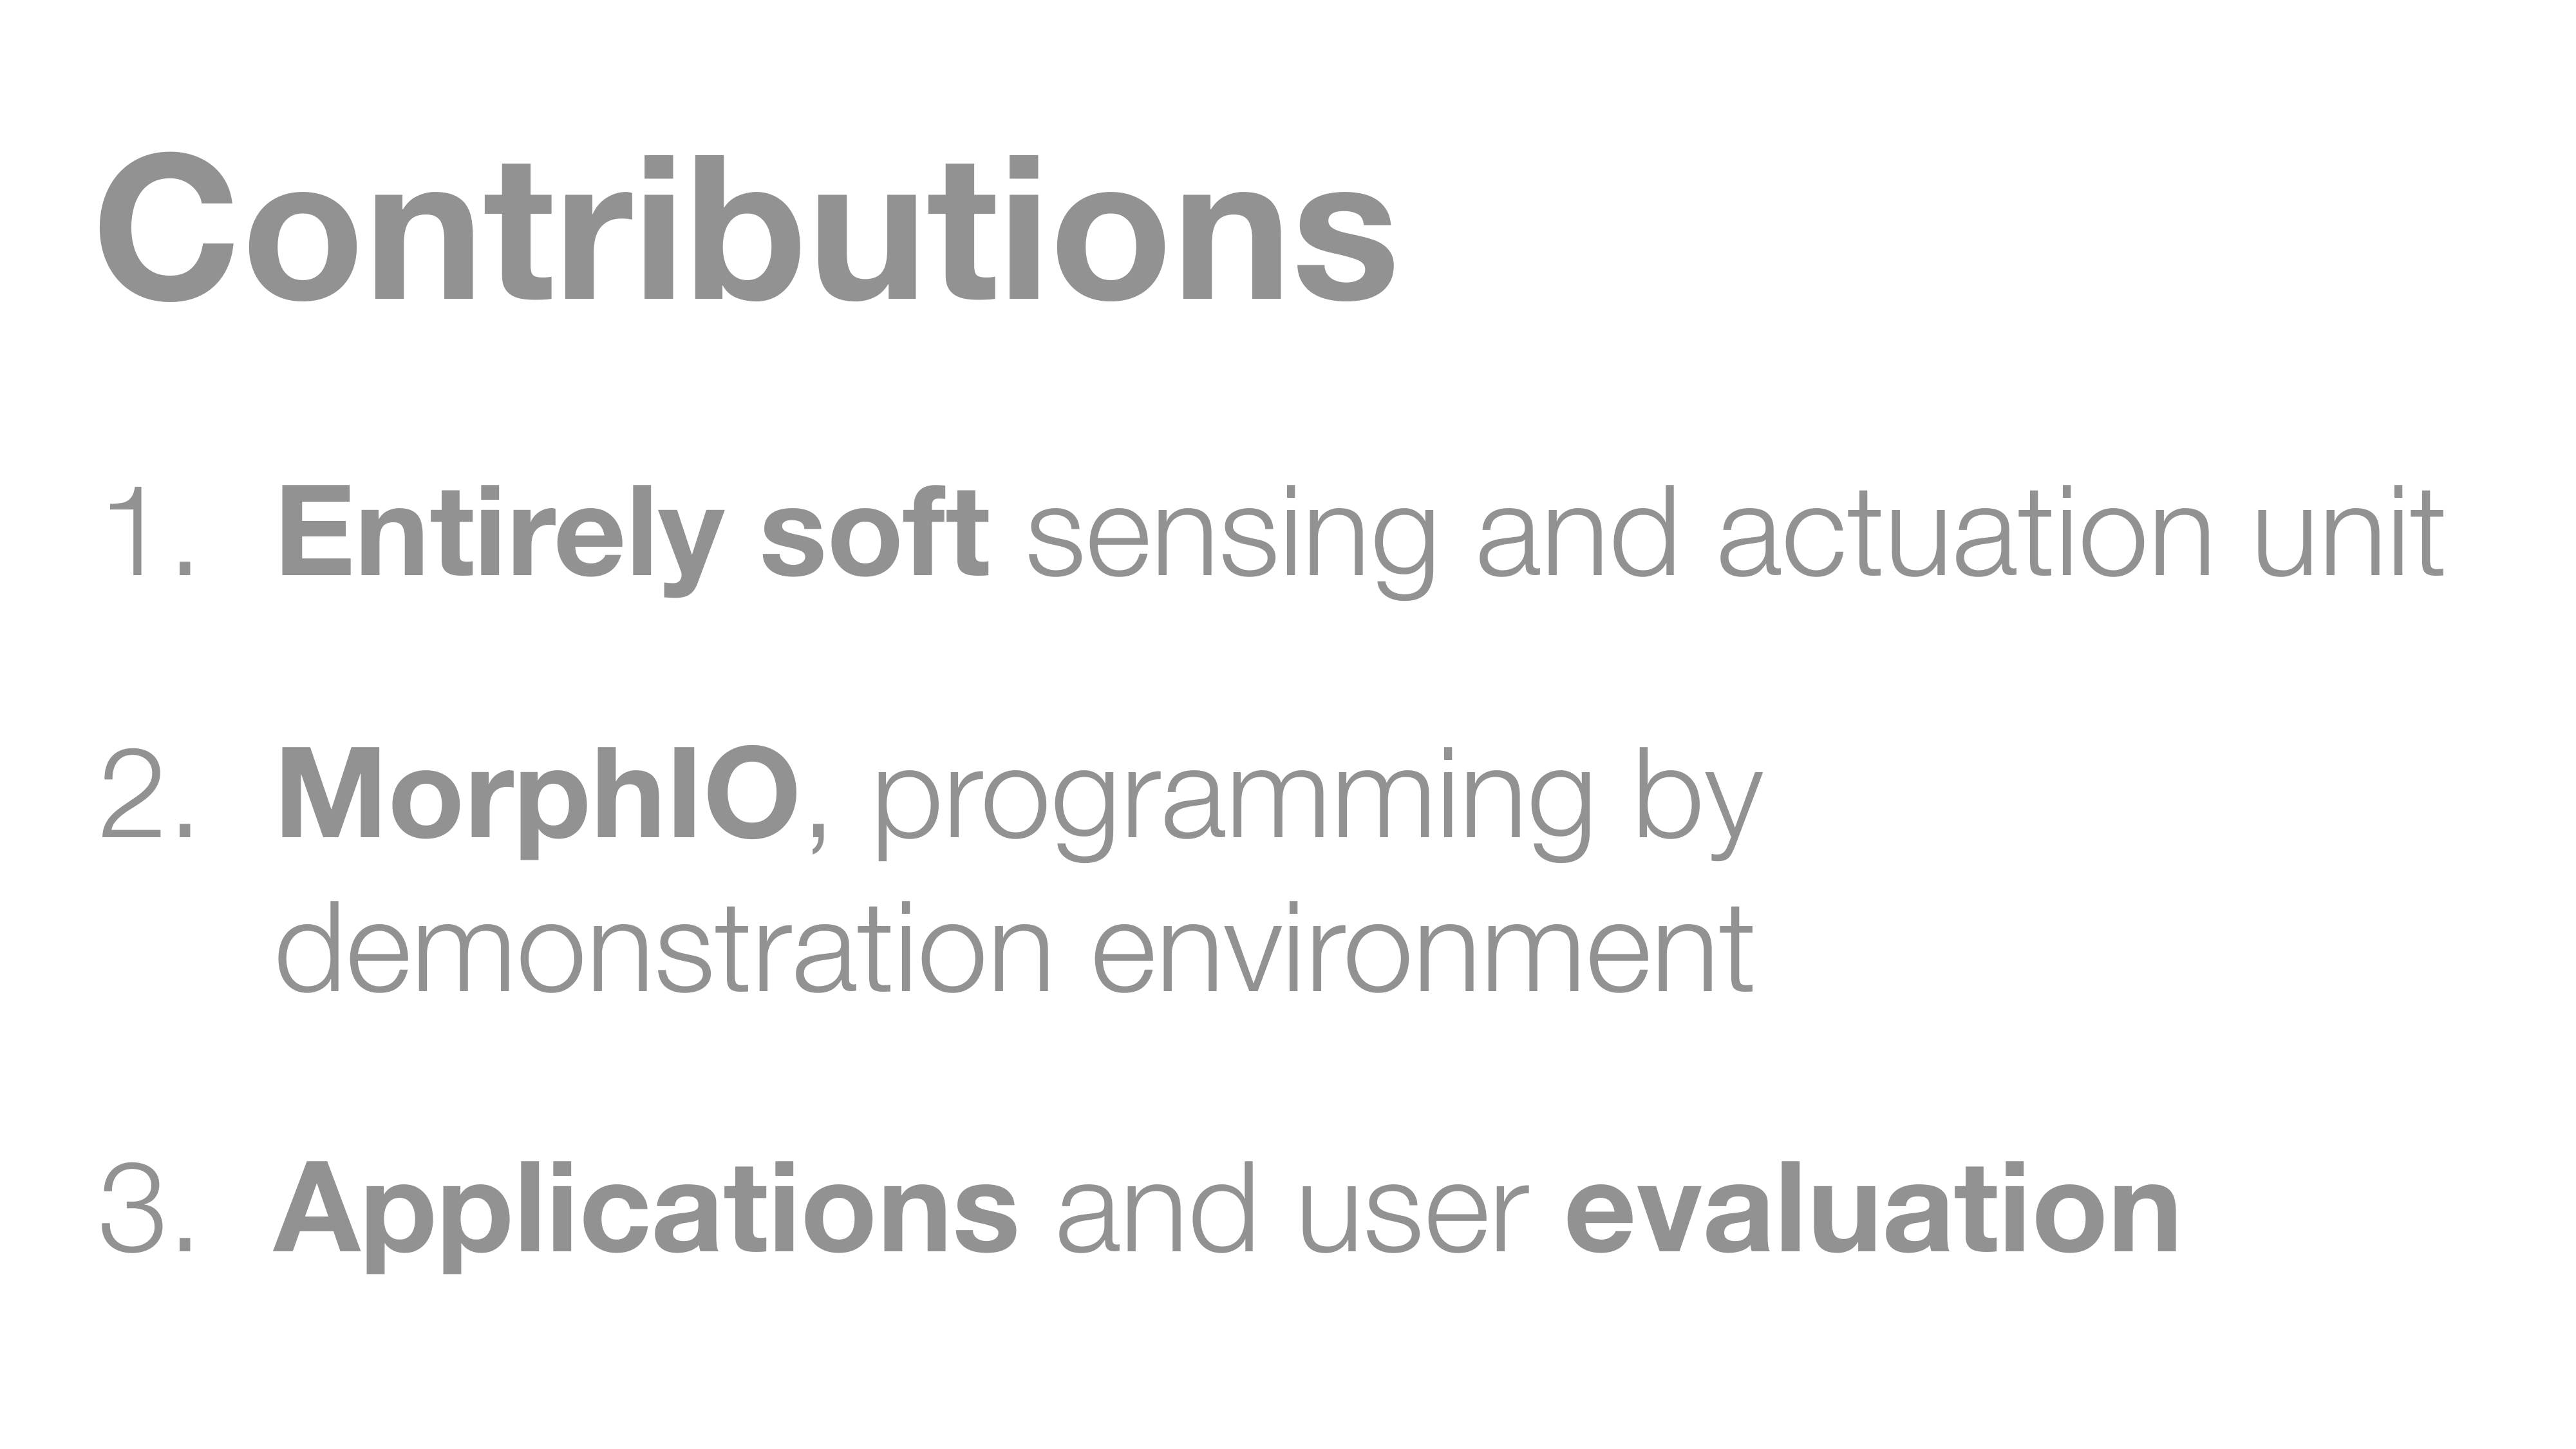 Contributions
1. Entirely soft sensing and actuation unit
2. MorphIO, programming by
demonstration environment
3. Applications and user evaluation